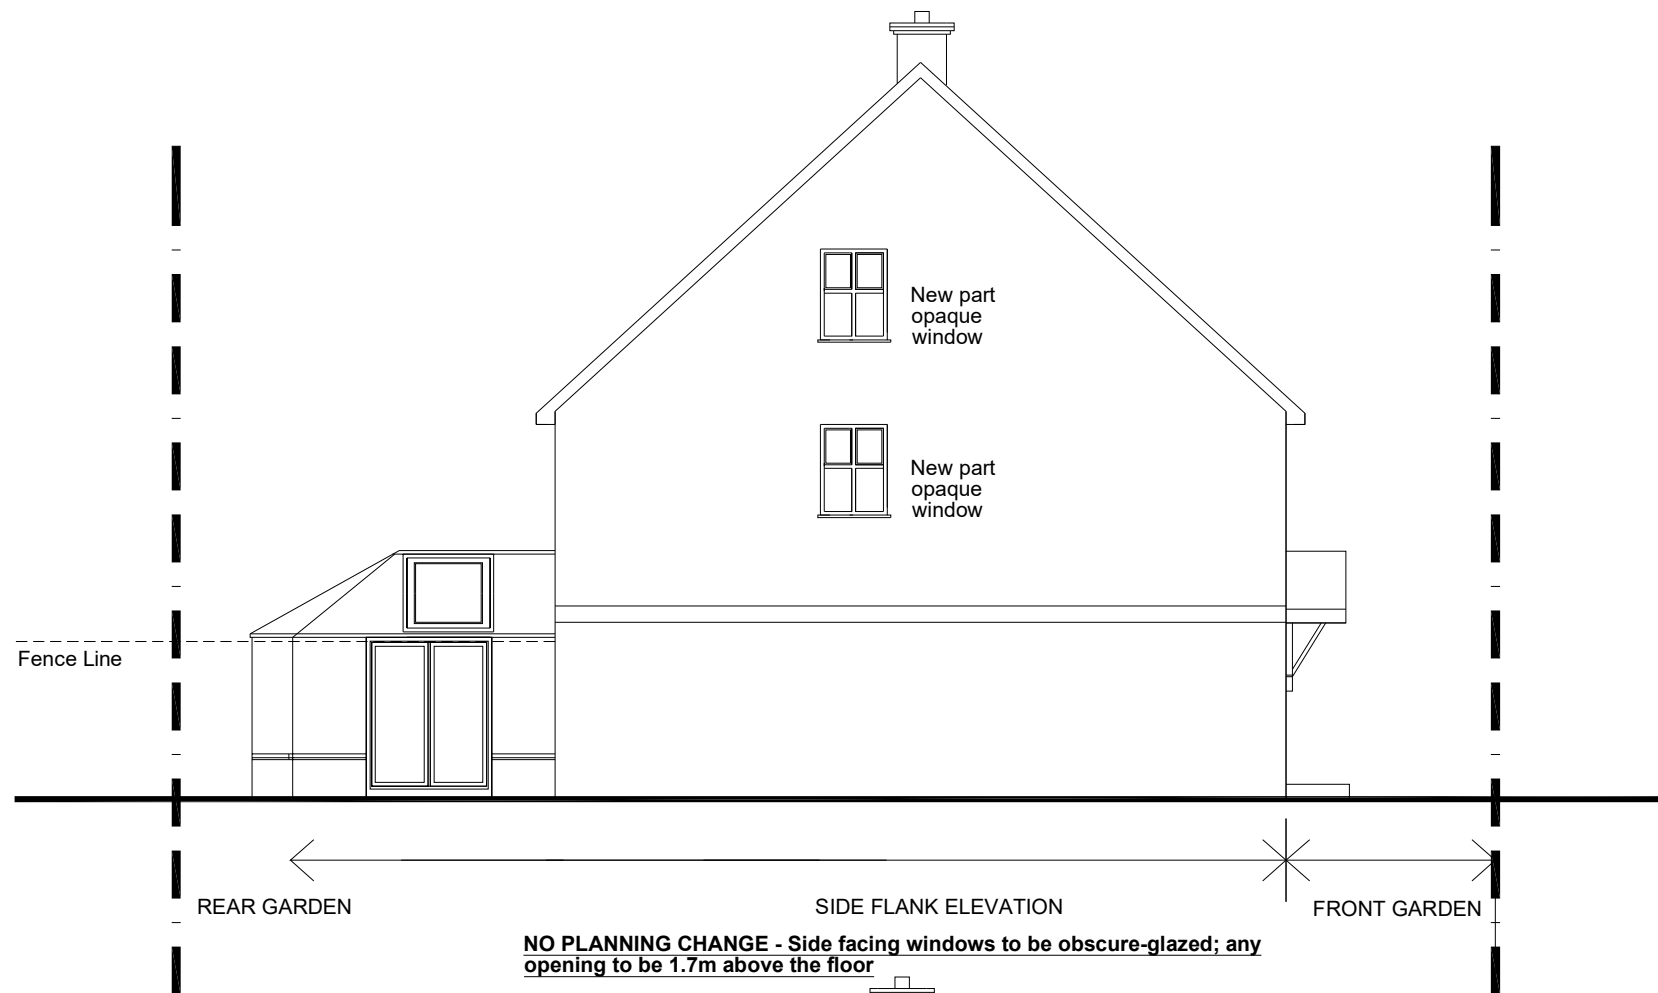 New part
opaque
window
New part
opaque
window
Fence Line
REAR GARDEN
SIDE FLANK ELEVATION
FRONT GARDEN
NO PLANNING CHANGE - Side facing windows to be obscure-glazed; any
opening to be 1.7m above the floor